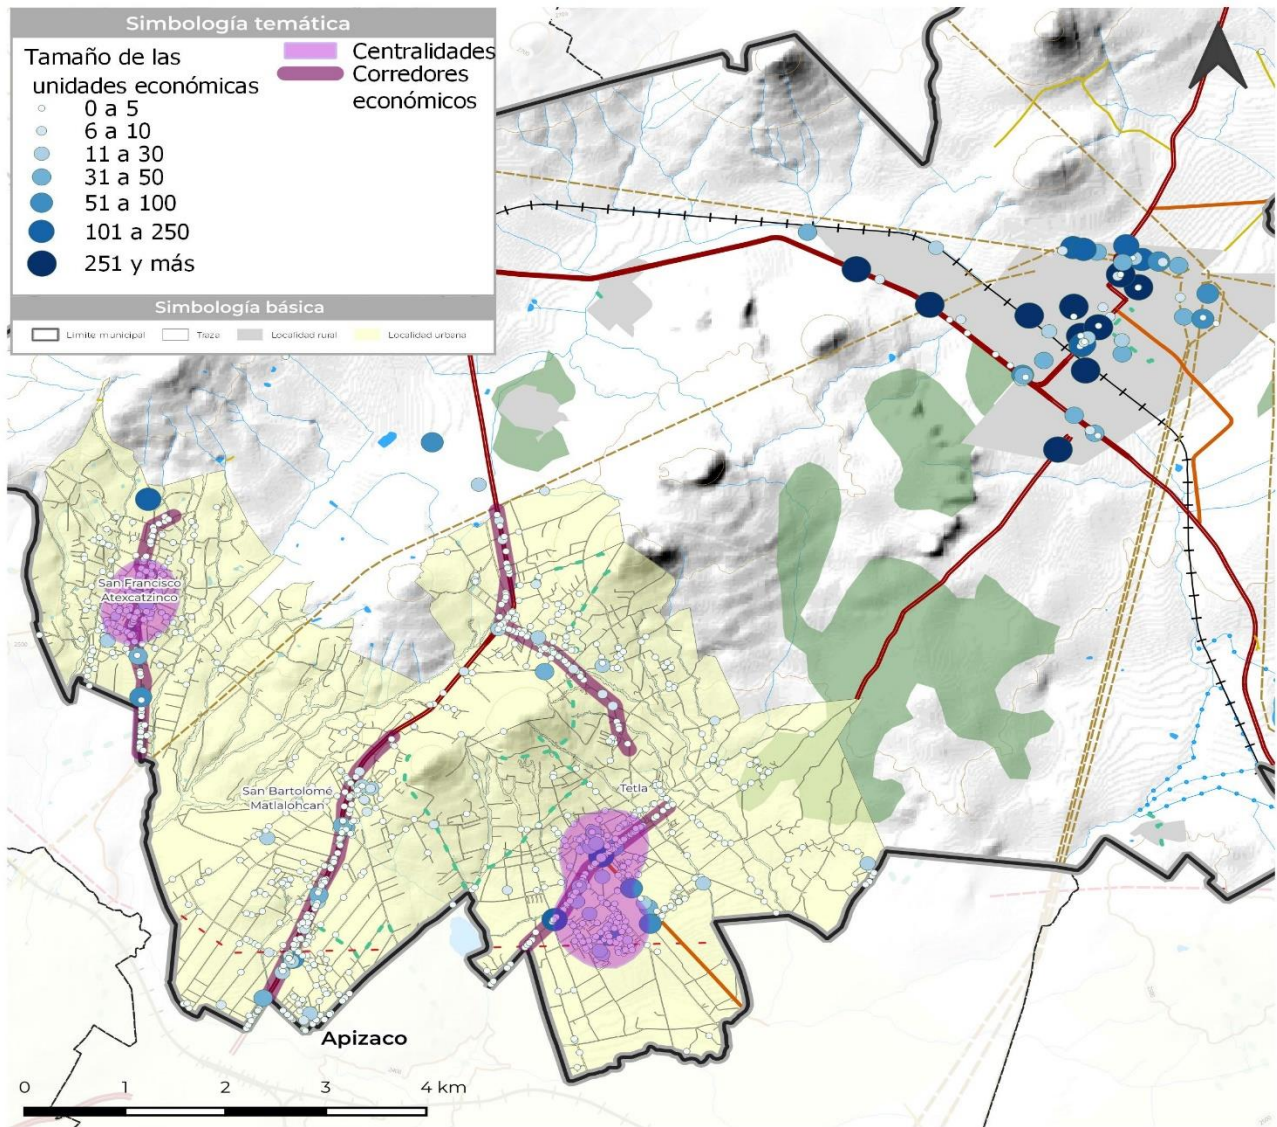 Simbología temática
Tamaño de las
unidades económicas
0 a 5
6 a 10
11 a 30
31 a 50
51 a 100
101 a 250
251 y más
Centralidades
Corredores
económicos
Simbología básica
Límite municipal
Traza
Localidad rural
Localidad urbana
San Francisco
Atexcatzinco
San Bartolomé
Matlalohcan
Tetla
Apizaco
0 1 2 3 4 km